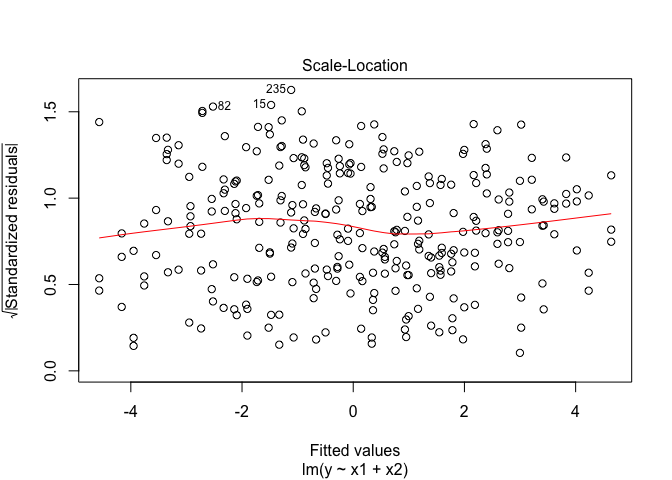 Scale-Location
√|Standardized residuals|
1.5
1.0
0.5
0.0
235
82
15
-4 -2 0 2 4
Fitted values
lm(y ~ x1 + x2)